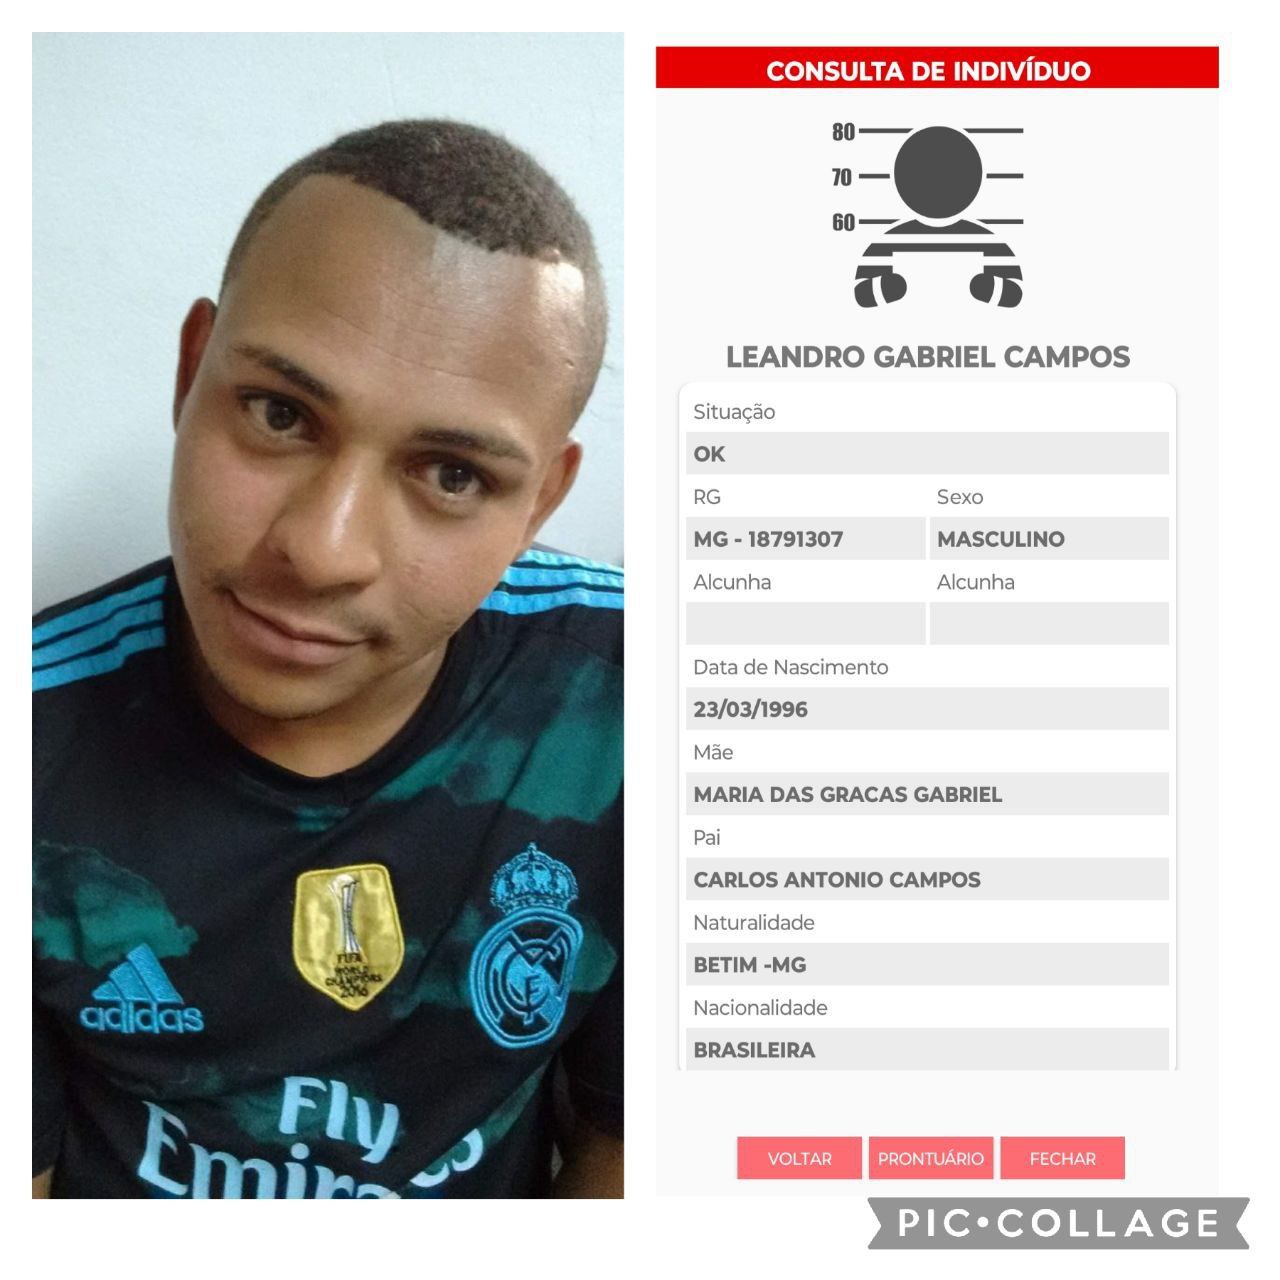 adidas
FIFA
WORLD
CHAMPIONS
2016
Fly
Emirates
CONSULTA DE INDIVÍDUO
80
70
60
LEANDRO GABRIEL CAMPOS
Situação
OK
RG Sexo
MG - 18791307 MASCULINO
Alcunha Alcunha
Data de Nascimento
23/03/1996
Mãe
MARIA DAS GRACAS GABRIEL
Pai
CARLOS ANTONIO CAMPOS
Naturalidade
BETIM -MG
Nacionalidade
BRASILEIRA
VOLTAR PRONTUÁRIO FECHAR
PIC•COLLAGE